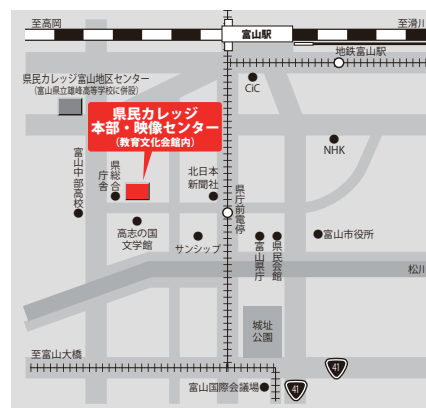 至高岡
富山駅
至滑川
地鉄富山駅
県民カレッジ富山地区センター
（富山県立雄峰高等学校に併設）
CiC
県民カレッジ
本部・映像センター
（教育文化会館内）
NHK
富山中部高校
県総合
庁舎
北日本
新聞社
県庁前電停
高志の国
文学館
サンシップ
富山県庁
県民会館
富山市役所
松川
城址
公園
至富山大橋
41
富山国際会議場
41